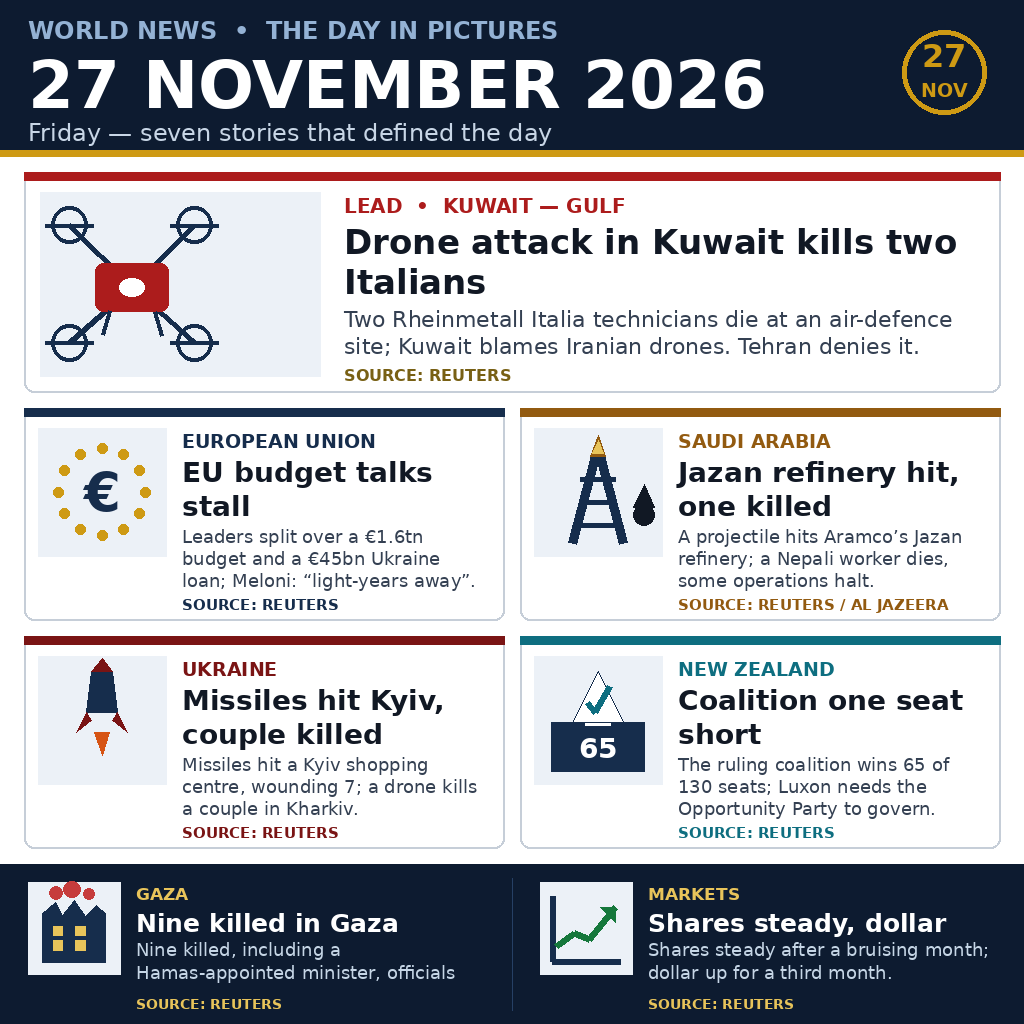 WORLD NEWS • THE DAY IN PICTURES
27 NOVEMBER 2026
Friday — seven stories that defined the day
27
NOV
LEAD • KUWAIT — GULF
Drone attack in Kuwait kills two
Italians
Two Rheinmetall Italia technicians die at an air-defence
site; Kuwait blames Iranian drones. Tehran denies it.
SOURCE: REUTERS
€
EUROPEAN UNION
EU budget talks
stall
Leaders split over a €1.6tn
budget and a €45bn Ukraine
loan; Meloni: “light-years away”.
SOURCE: REUTERS
SAUDI ARABIA
Jazan refinery hit,
one killed
A projectile hits Aramco’s Jazan
refinery; a Nepali worker dies,
some operations halt.
SOURCE: REUTERS / AL JAZEERA
UKRAINE
Missiles hit Kyiv,
couple killed
Missiles hit a Kyiv shopping
centre, wounding 7; a drone kills
a couple in Kharkiv.
SOURCE: REUTERS
65
NEW ZEALAND
Coalition one seat
short
The ruling coalition wins 65 of
130 seats; Luxon needs the
Opportunity Party to govern.
SOURCE: REUTERS
GAZA
Nine killed in Gaza
Nine killed, including a
Hamas-appointed minister, officials
SOURCE: REUTERS
MARKETS
Shares steady, dollar
Shares steady after a bruising month;
dollar up for a third month.
SOURCE: REUTERS